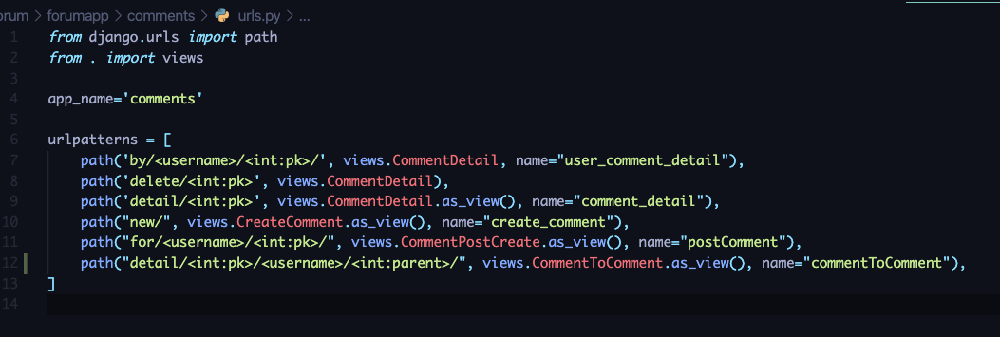 orum > forumapp > comments > urls.py > ...
1 from django.urls import path
2 from . import views
3
4 app_name='comments'
5
6 urlpatterns = [
7     path('by/<username>/<int:pk>/', views.CommentDetail, name="user_comment_detail"),
8     path('delete/<int:pk>', views.CommentDetail),
9     path('detail/<int:pk>', views.CommentDetail.as_view(), name="comment_detail"),
10     path("new/", views.CreateComment.as_view(), name="create_comment"),
11     path("for/<username>/<int:pk>/", views.CommentPostCreate.as_view(), name="postComment"),
12     path("detail/<int:pk>/<username>/<int:parent>/", views.CommentToComment.as_view(), name="commentToComment"),
13 ]
14